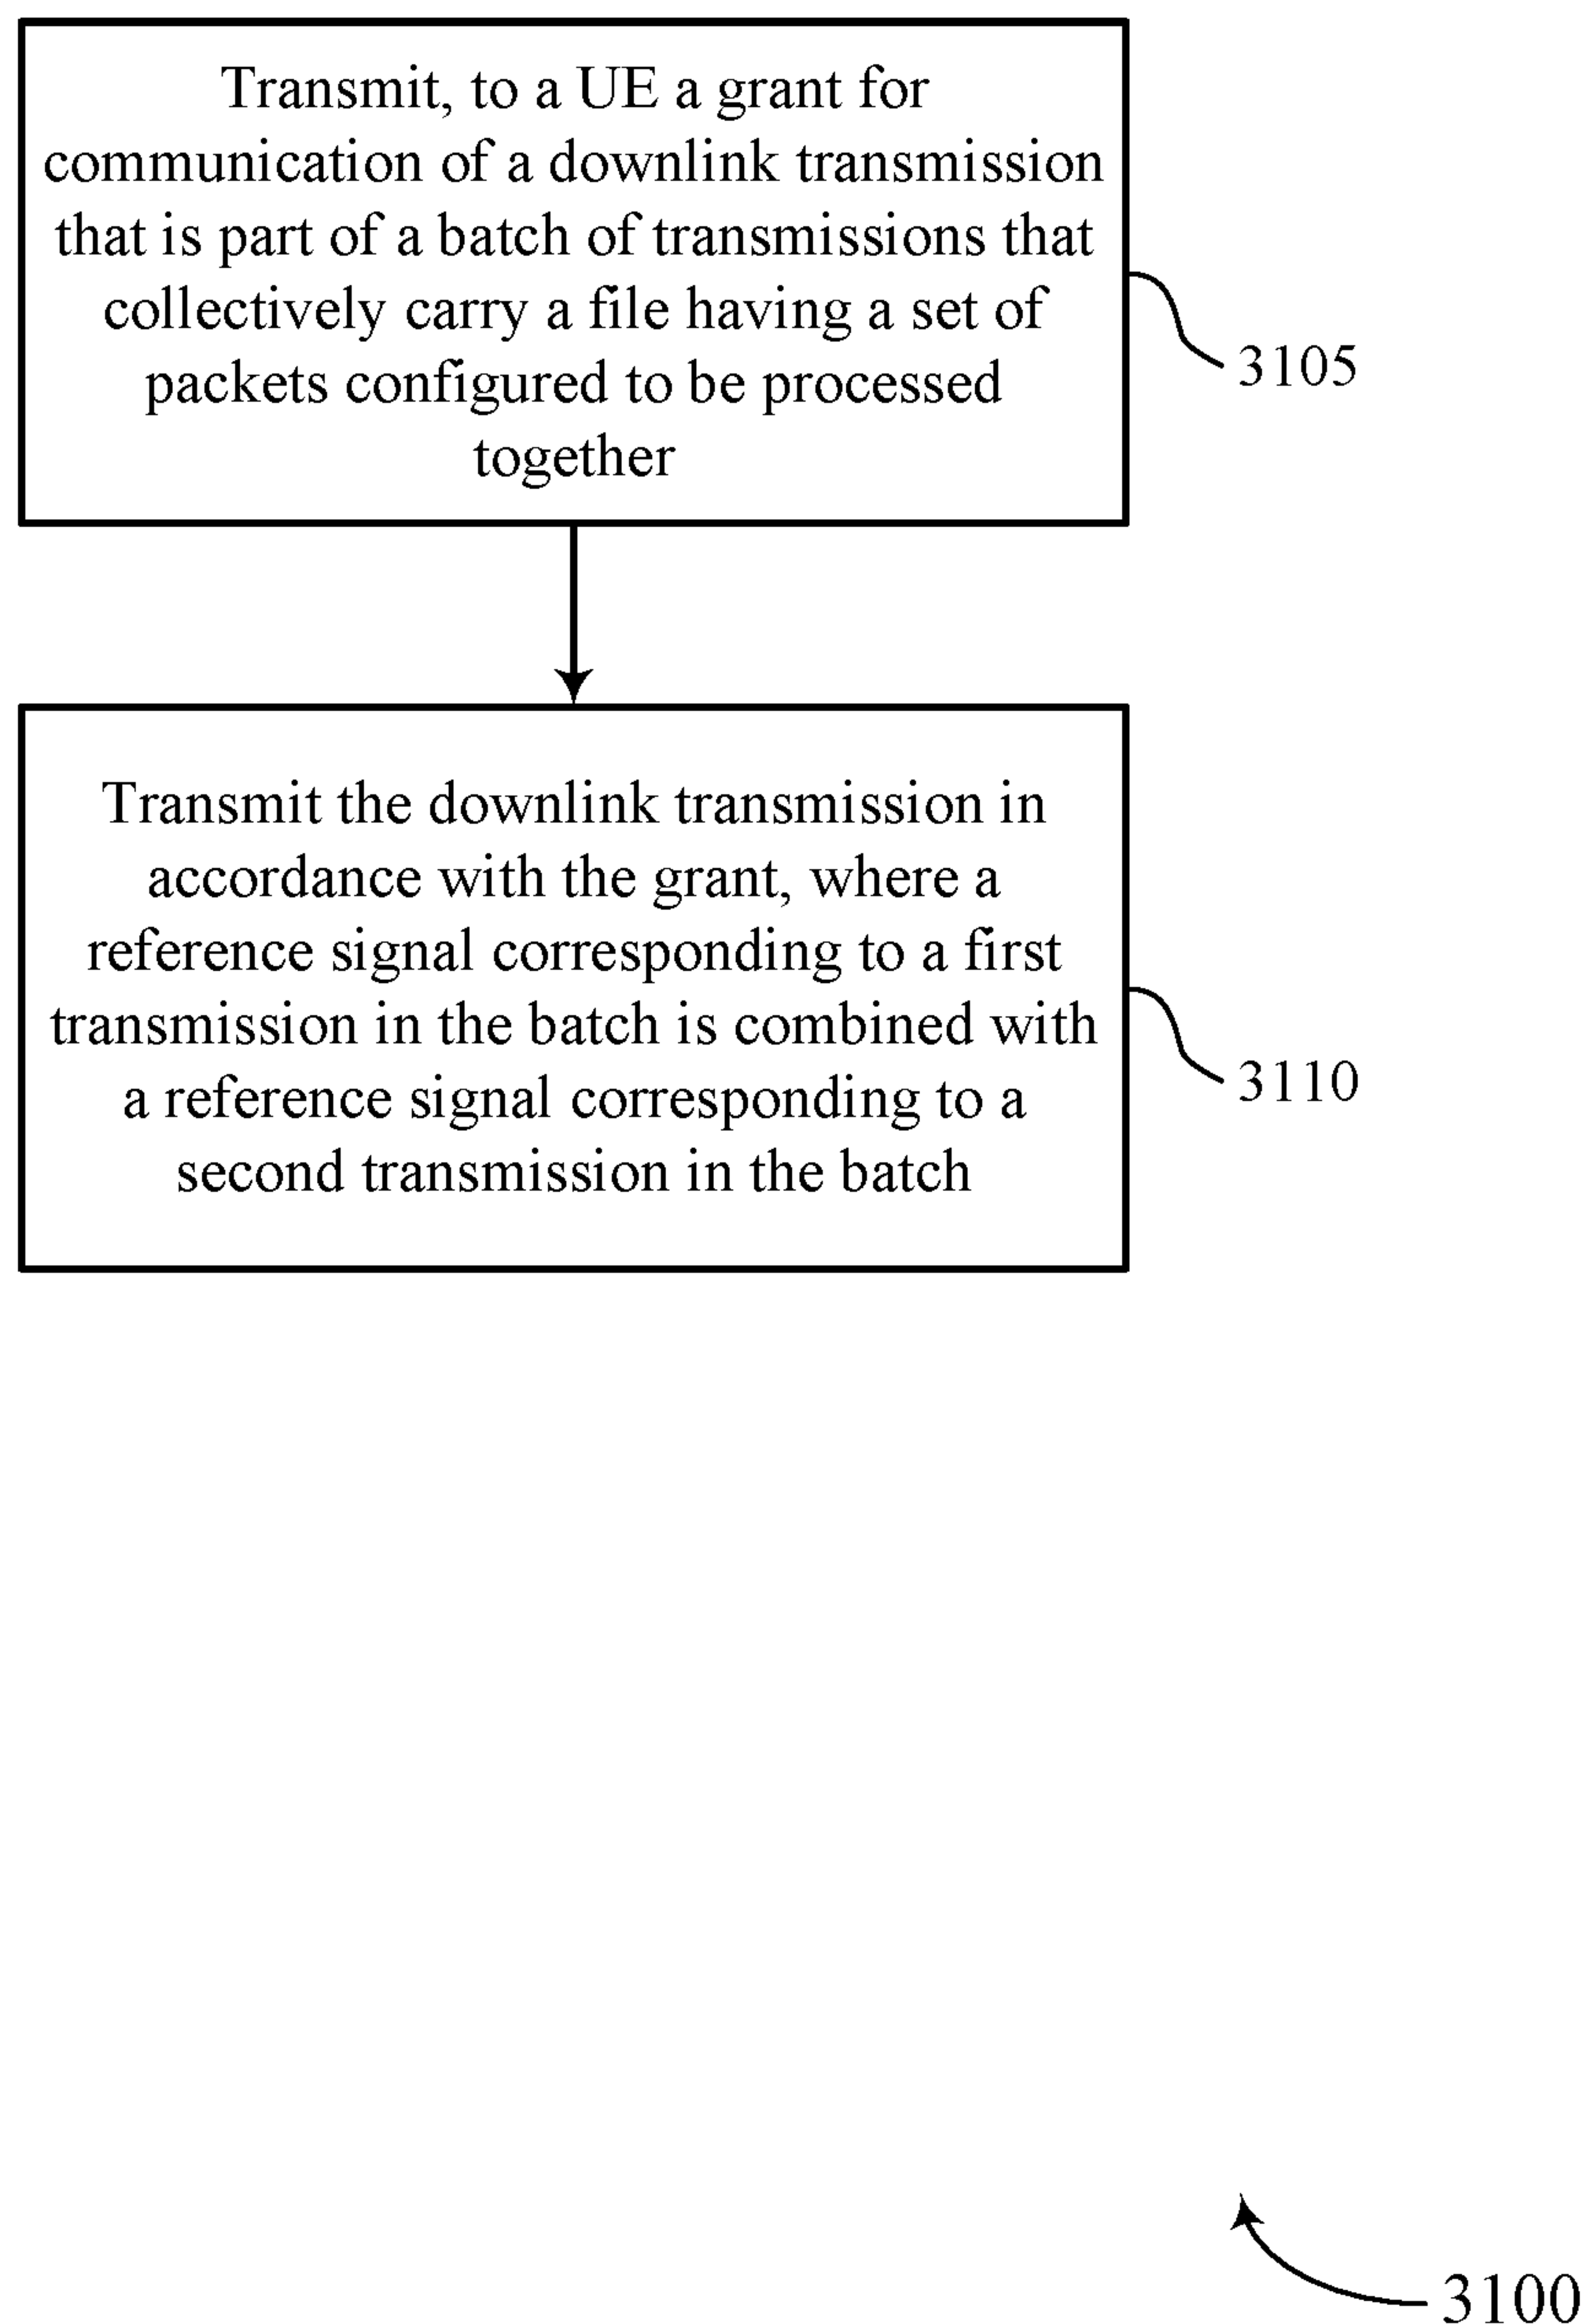 Transmit, to a UE a grant for
communication of a downlink transmission
that is part of a batch of transmissions that
collectively carry a file having a set of
packets configured to be processed
together
3105
Transmit the downlink transmission in
accordance with the grant, where a
reference signal corresponding to a first
transmission in the batch is combined with
a reference signal corresponding to a
second transmission in the batch
3110
3100